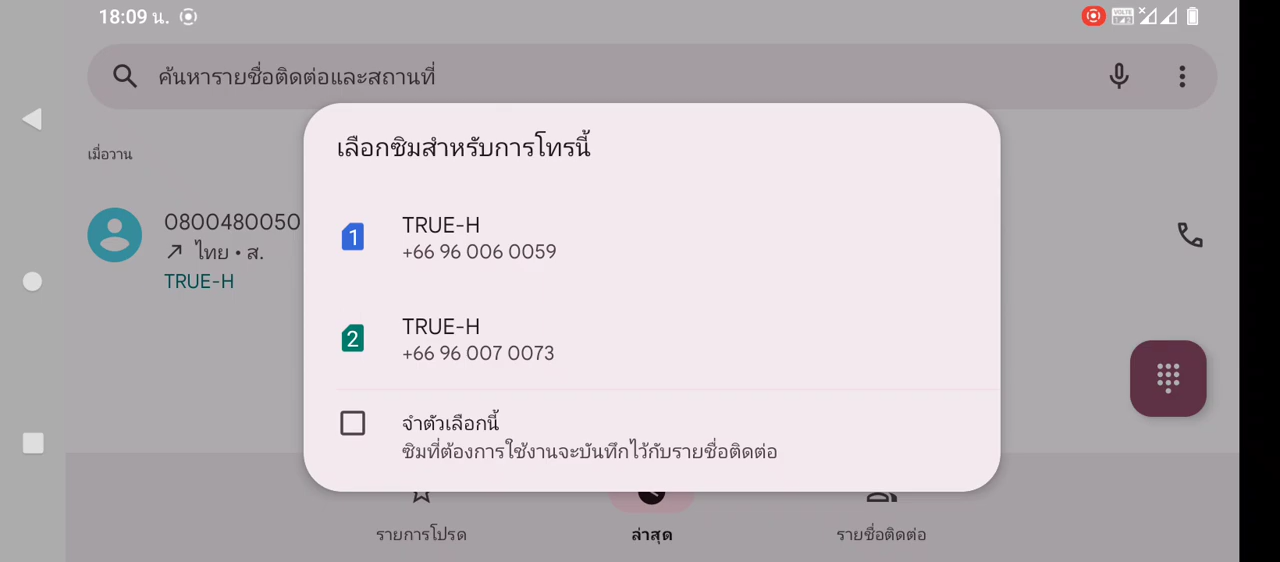 18:09 น.
ค้นหารายชื่อติดต่อและสถานที่
เมื่อวาน
0800480050
ไทย • ส.
TRUE-H
เลือกซิมสำหรับการโทรนี้
1
TRUE-H
+66 96 006 0059
2
TRUE-H
+66 96 007 0073
จำตัวเลือกนี้
ซิมที่ต้องการใช้งานจะบันทึกไว้กับรายชื่อติดต่อ
รายการโปรด
ล่าสุด
รายชื่อติดต่อ